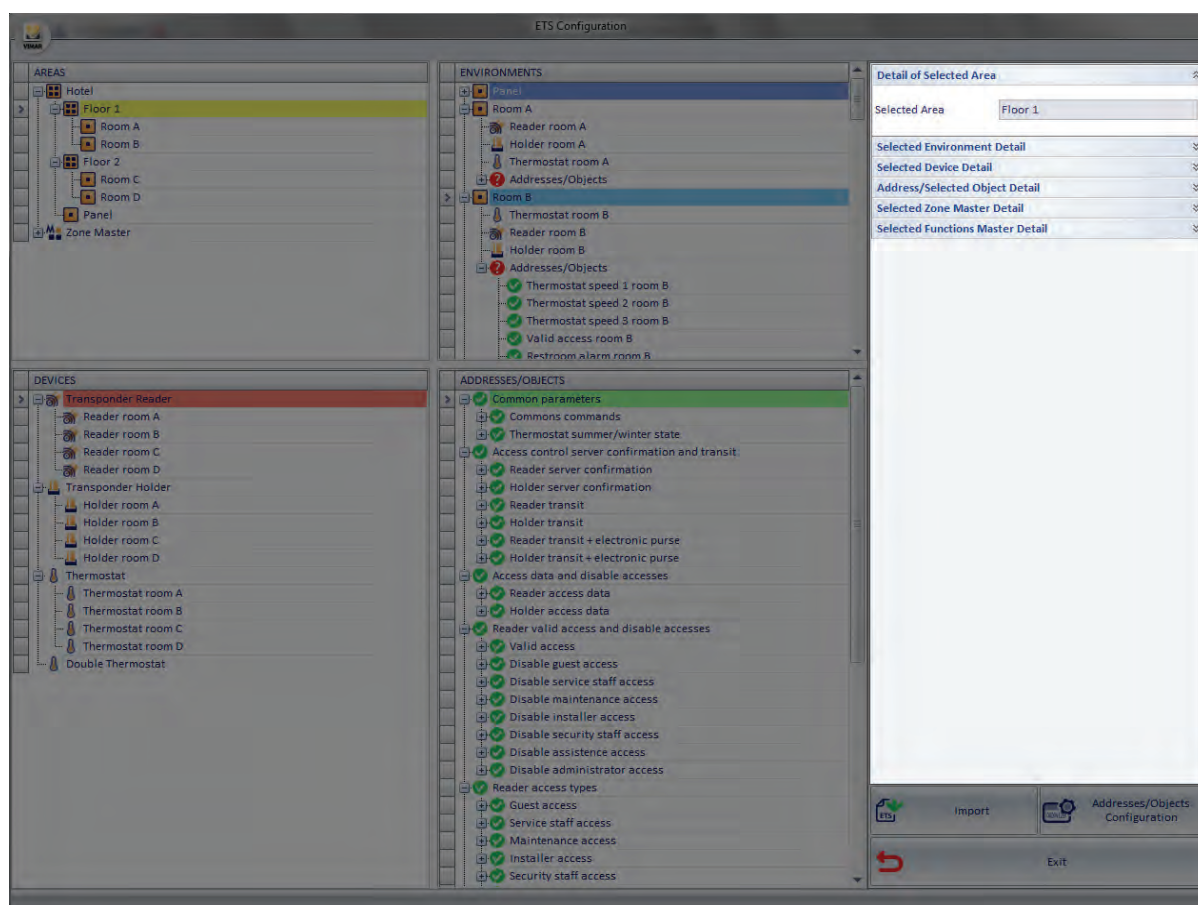 ETS Configuration
VIMAR
AREAS
Hotel
Floor 1
Room A
Room B
Floor 2
Room C
Room D
Panel
Zone Master
ENVIRONMENTS
Panel
Room A
Reader room A
Holder room A
Thermostat room A
Addresses/Objects
Room B
Thermostat room B
Reader room B
Holder room B
Addresses/Objects
Thermostat speed 1 room B
Thermostat speed 2 room B
Thermostat speed 3 room B
Valid access room B
Restroom alarm room B
DEVICES
Transponder Reader
Reader room A
Reader room B
Reader room C
Reader room D
Transponder Holder
Holder room A
Holder room B
Holder room C
Holder room D
Thermostat
Thermostat room A
Thermostat room B
Thermostat room C
Thermostat room D
Double Thermostat
ADDRESSES/OBJECTS
Common parameters
Commons commands
Thermostat summer/winter state
Access control server confirmation and transit
Reader server confirmation
Holder server confirmation
Reader transit
Holder transit
Reader transit + electronic purse
Holder transit + electronic purse
Access data and disable accesses
Reader access data
Holder access data
Reader valid access and disable accesses
Valid access
Disable guest access
Disable service staff access
Disable maintenance access
Disable installer access
Disable security staff access
Disable assistence access
Disable administrator access
Reader access types
Guest access
Service staff access
Maintenance access
Installer access
Security staff access
Detail of Selected Area
Selected Area Floor 1
Selected Environment Detail
Selected Device Detail
Address/Selected Object Detail
Selected Zone Master Detail
Selected Functions Master Detail
ETS
Import
Addresses/Objects
Configuration
Exit